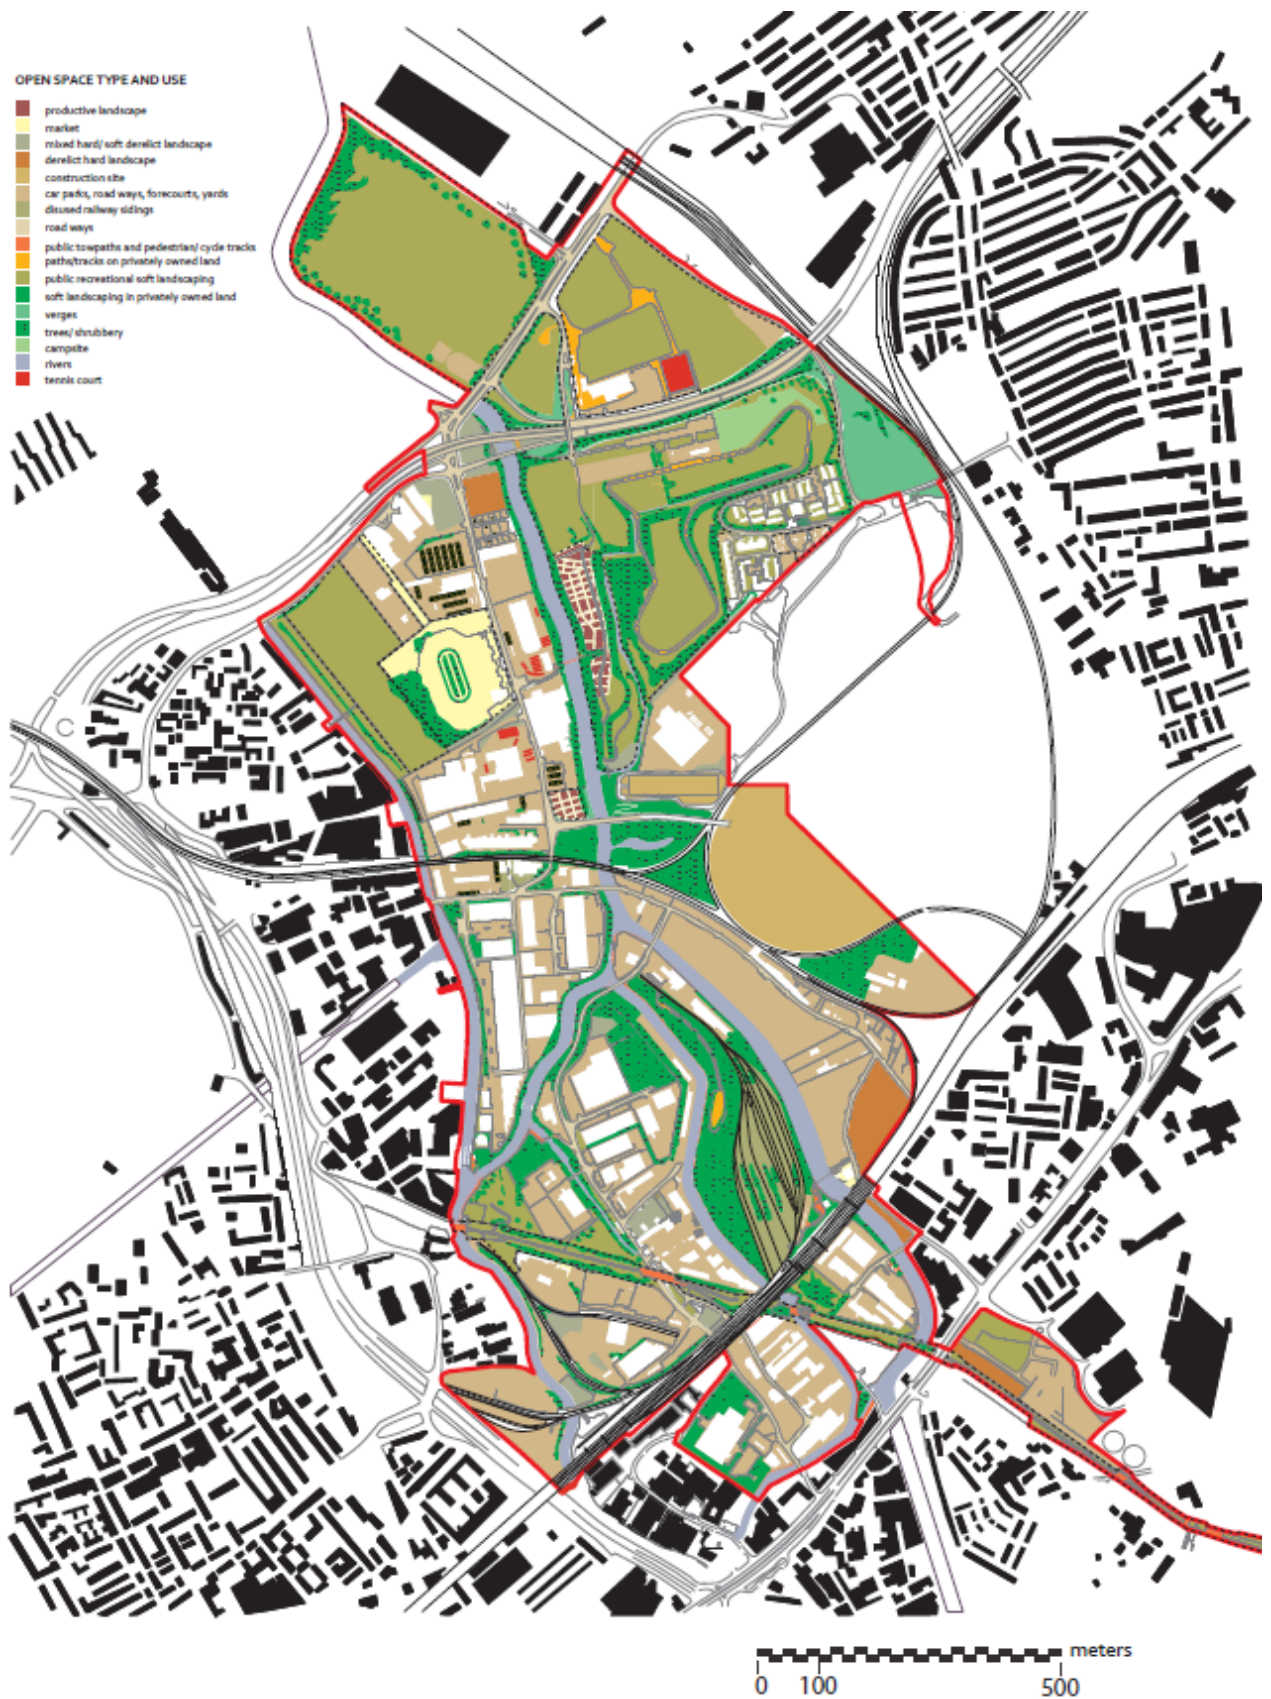 OPEN SPACE TYPE AND USE
productive landscape
market
mixed hard/ soft derelict landscape
derelict hard landscape
construction site
car parks, road ways, forecourts, yards
disused railway sidings
road ways
public towpaths and pedestrian/ cycle tracks
paths/tracks on privately owned land
public recreational soft landscaping
soft landscaping in privately owned land
verges
trees/ shrubbery
campsite
rivers
tennis court
meters
0 100 500